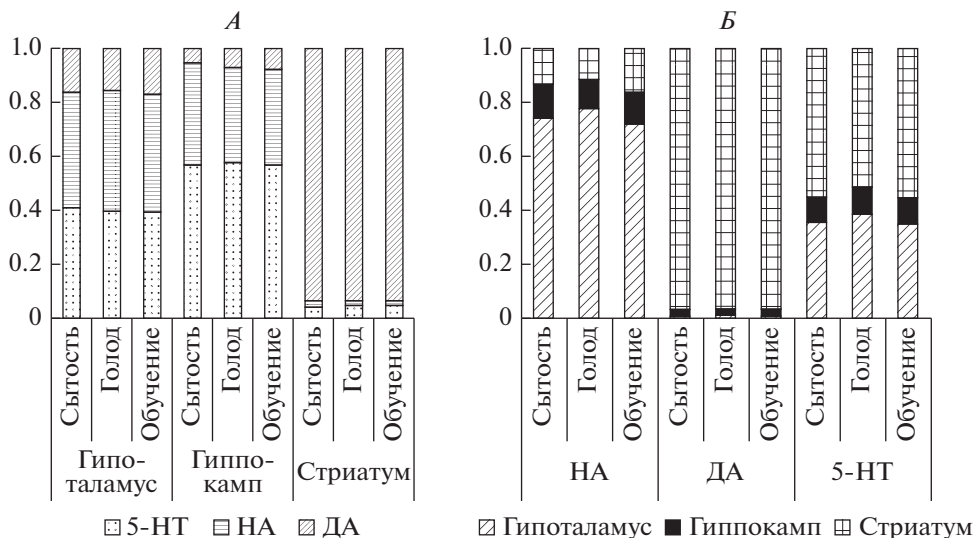 А
1.0
0.8
0.6
0.4
0.2
0
Сытость
Голод
Обучение
Сытость
Голод
Обучение
Сытость
Голод
Обучение
Гипо-
таламус
Гиппо-
камп
Стриатум
5-НТ НА ДА
Б
1.0
0.8
0.6
0.4
0.2
0
Сытость
Голод
Обучение
Сытость
Голод
Обучение
Сытость
Голод
Обучение
НА
ДА
5-НТ
Гипоталамус Гиппокамп Стриатум